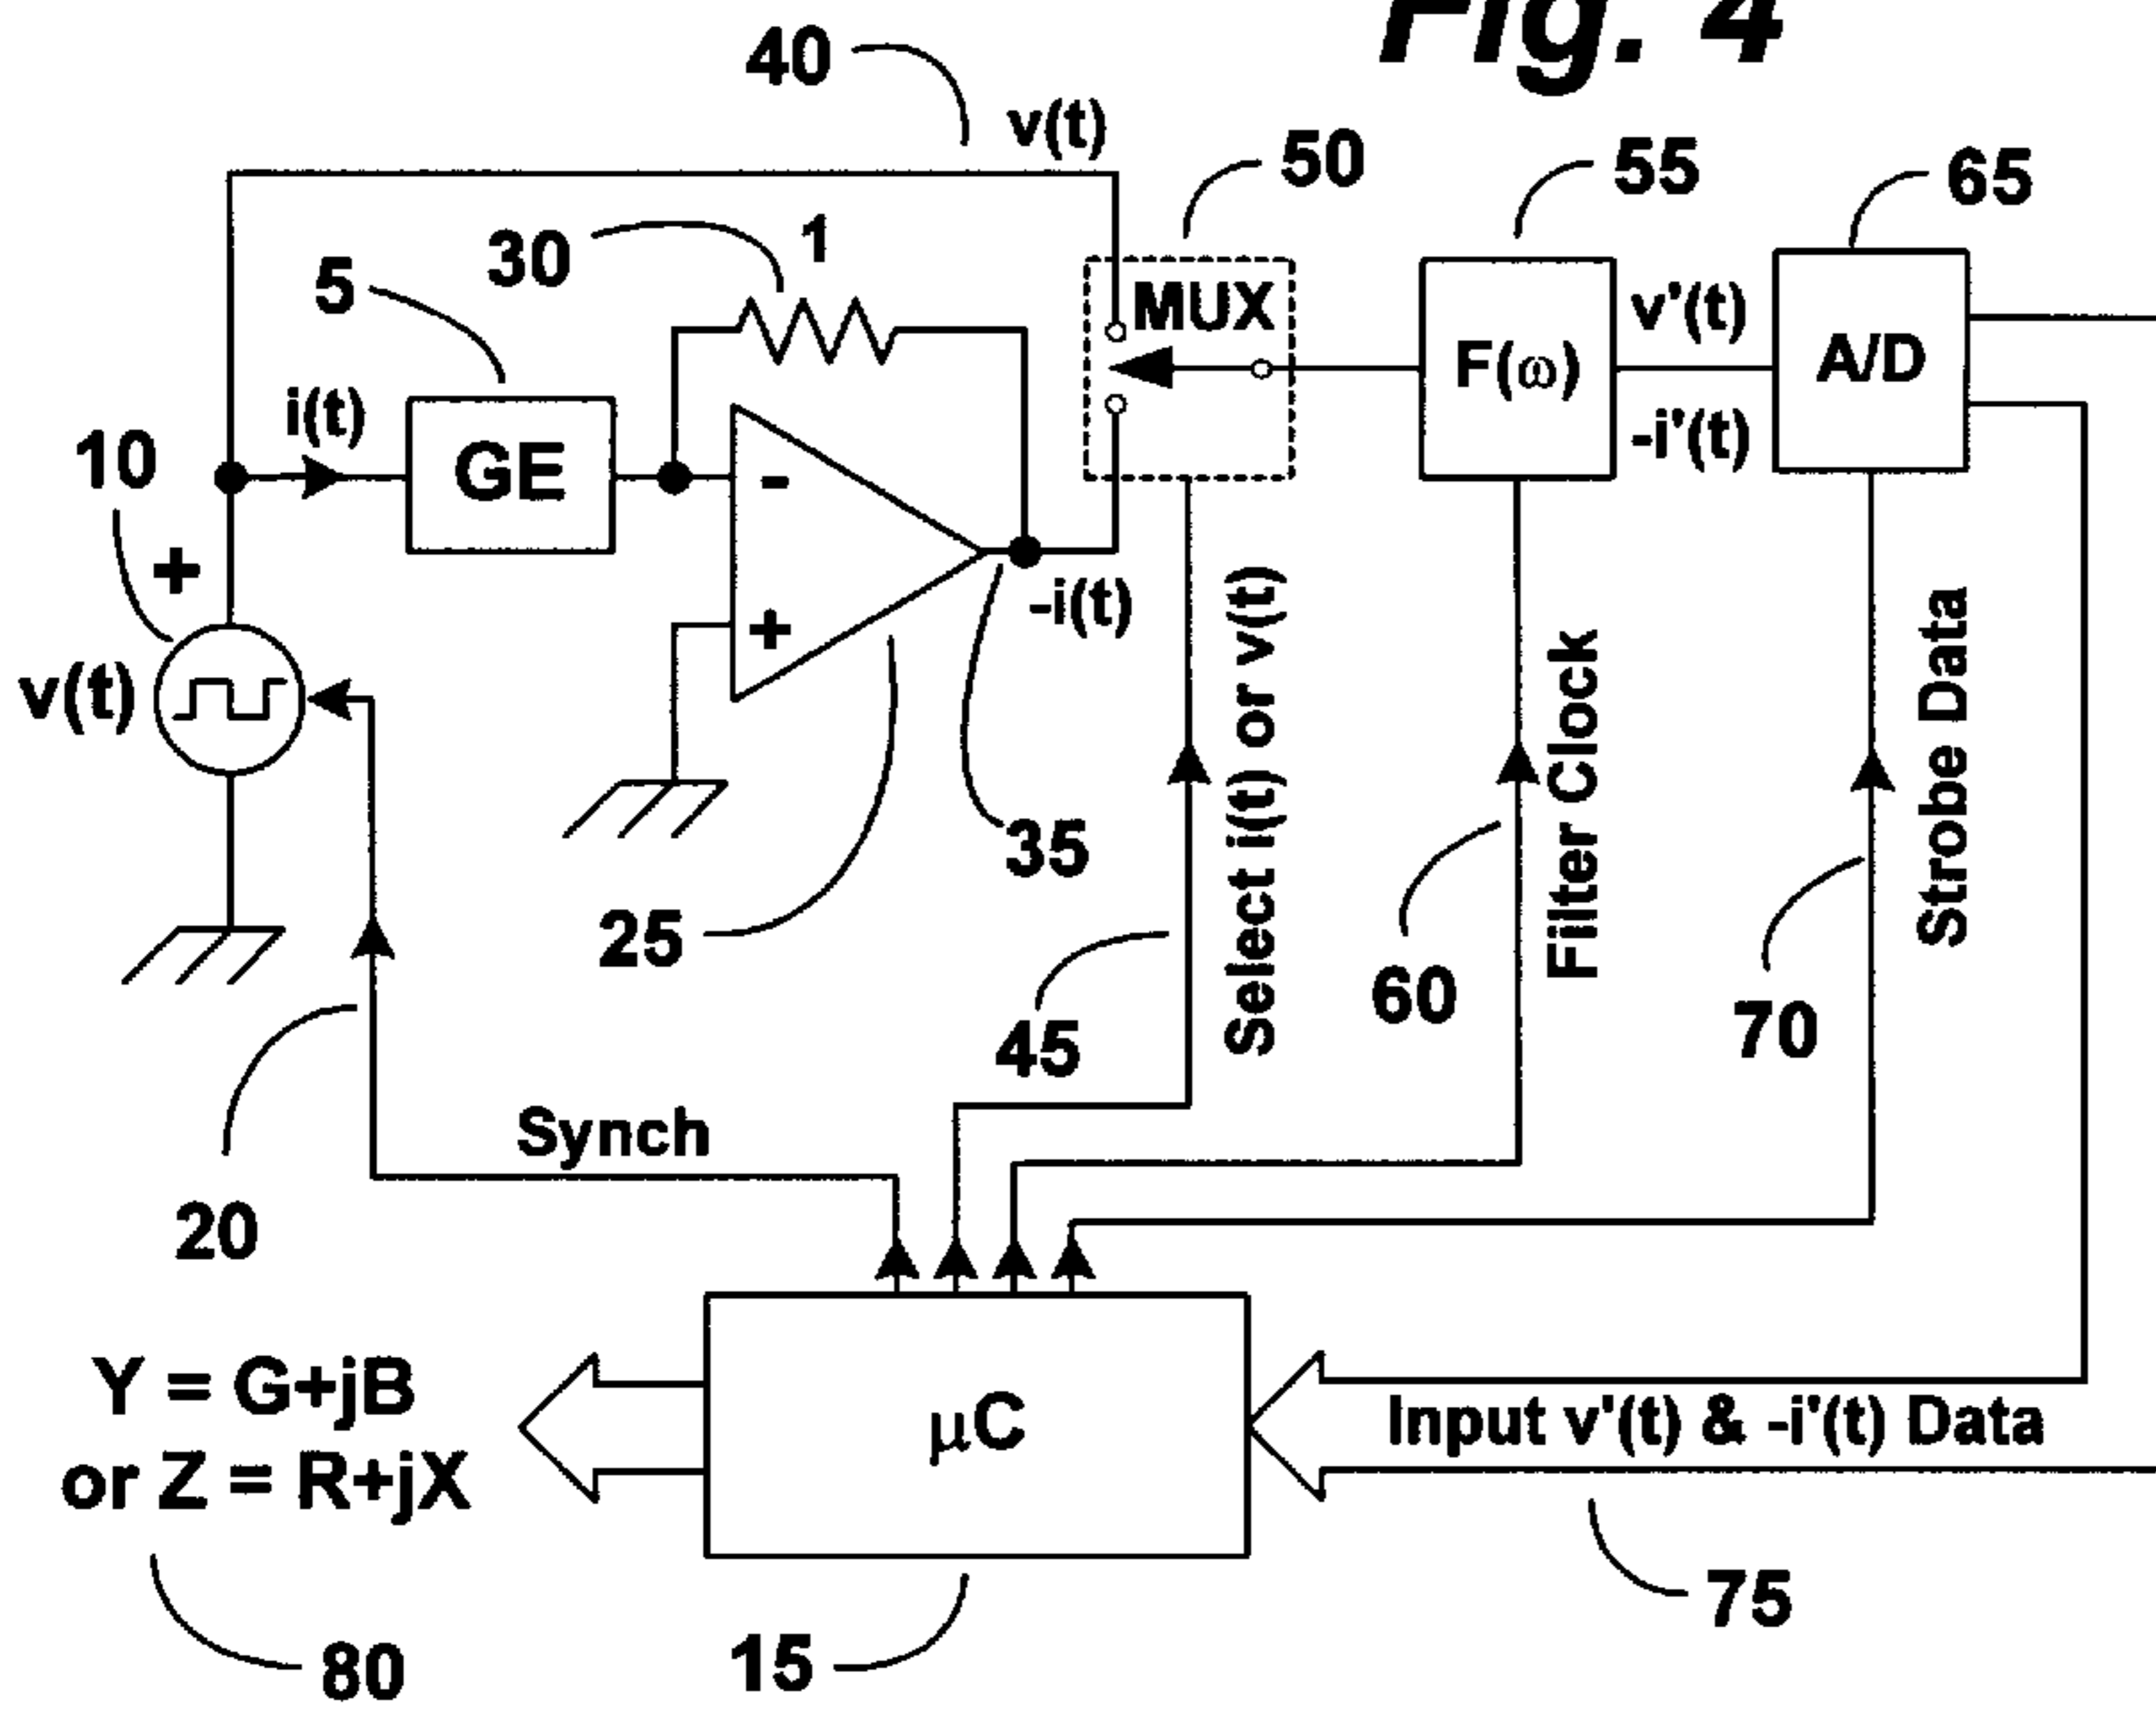 Fig. 4
40
v(t)
50
55
65
30
1
5
MUX
v'(t)
F(ω)
A/D
i(t)
-i'(t)
10
GE
-
+
+
-i(t)
v(t)
Select i(t) or v(t)
Filter Clock
Strobe Data
35
25
60
45
70
Synch
20
Y = G+jB
or Z = R+jX
μC
Input v'(t) & -i'(t) Data
75
15
80